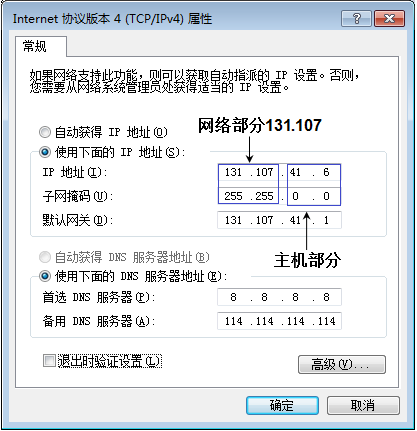 Internet 协议版本 4 (TCP/IPv4) 属性
常规
如果网络支持此功能，则可以获取自动指派的 IP 设置。否则，
您需要从网络系统管理员处获得适当的 IP 设置。
自动获得 IP 地址(O)
网络部分131.107
使用下面的 IP 地址(S):
IP 地址(I): 131 .107 . 41 . 6
子网掩码(U): 255 .255 . 0 . 0
默认网关(D): 131 .107 . 41 . 1
自动获得 DNS 服务器地址(B)
主机部分
使用下面的 DNS 服务器地址(E):
首选 DNS 服务器(P): 8 . 8 . 8 . 8
备用 DNS 服务器(A): 114 .114 .114 .114
退出时验证设置(L)
高级(V)...
确定
取消